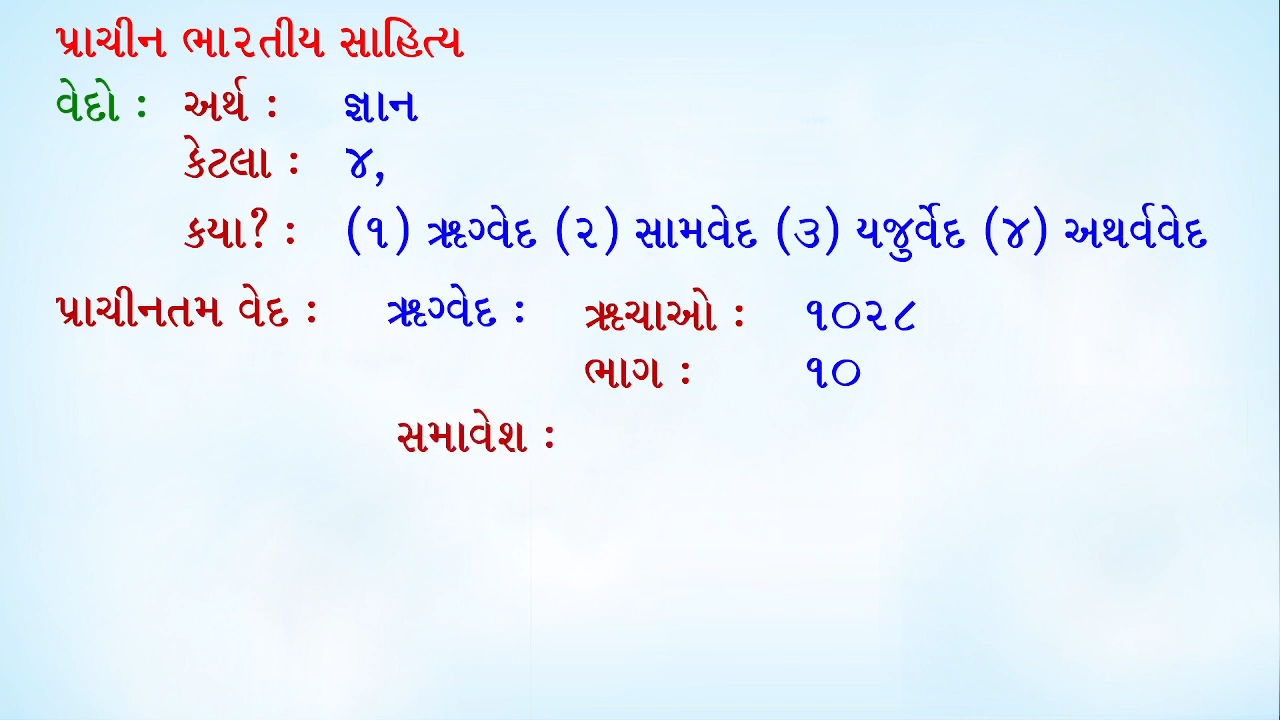 પ્રાચીન ભારતીય સાહિત્ય
વેદો : અર્થ : જ્ઞાન
કેટલા : ૪,
કયા? : (૧) ઋગ્વેદ (૨) સામવેદ (૩) યજુર્વેદ (૪) અથર્વવેદ
પ્રાચીનતમ વેદ : ઋગ્વેદ : ઋચાઓ : ૧૦૨૮
ભાગ : ૧૦
સમાવેશ :